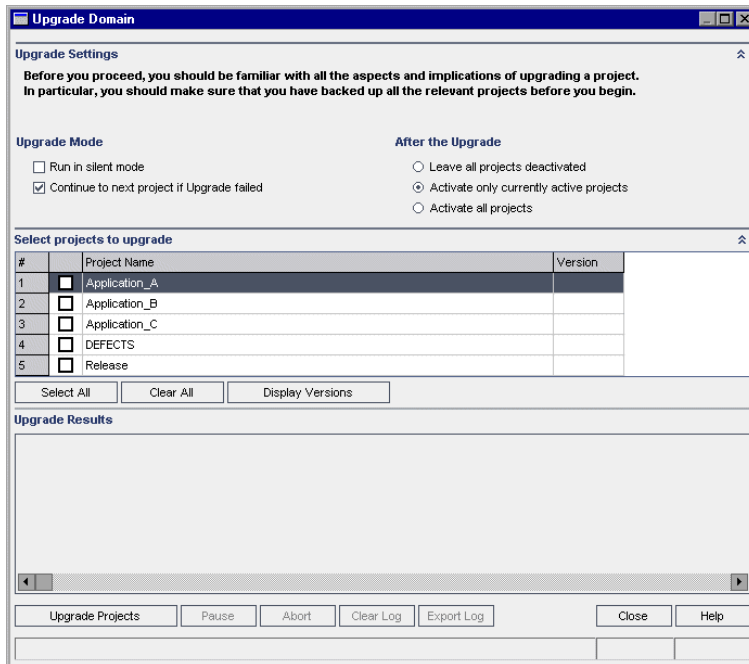 Upgrade Domain
Upgrade Settings
Before you proceed, you should be familiar with all the aspects and implications of upgrading a project.
In particular, you should make sure that you have backed up all the relevant projects before you begin.
Upgrade Mode
After the Upgrade
Run in silent mode
Leave all projects deactivated
Continue to next project if Upgrade failed
Activate only currently active projects
Activate all projects
Select projects to upgrade
# Project Name Version
1 Application_A
2 Application_B
3 Application_C
4 DEFECTS
5 Release
Select All Clear All Display Versions
Upgrade Results
Upgrade Projects Pause Abort Clear Log Export Log Close Help